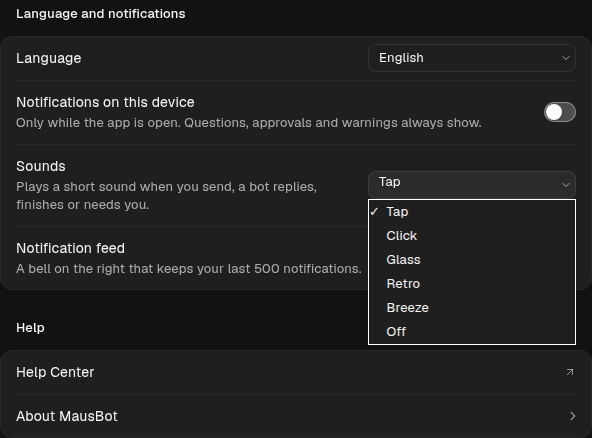 Language and notifications
Language
English
Notifications on this device
Only while the app is open. Questions, approvals and warnings always show.
Sounds
Plays a short sound when you send, a bot replies,
finishes or needs you.
Tap
✓ Tap
Click
Glass
Retro
Breeze
Off
Notification feed
A bell on the right that keeps your last 500 notifications.
Help
Help Center
About MausBot